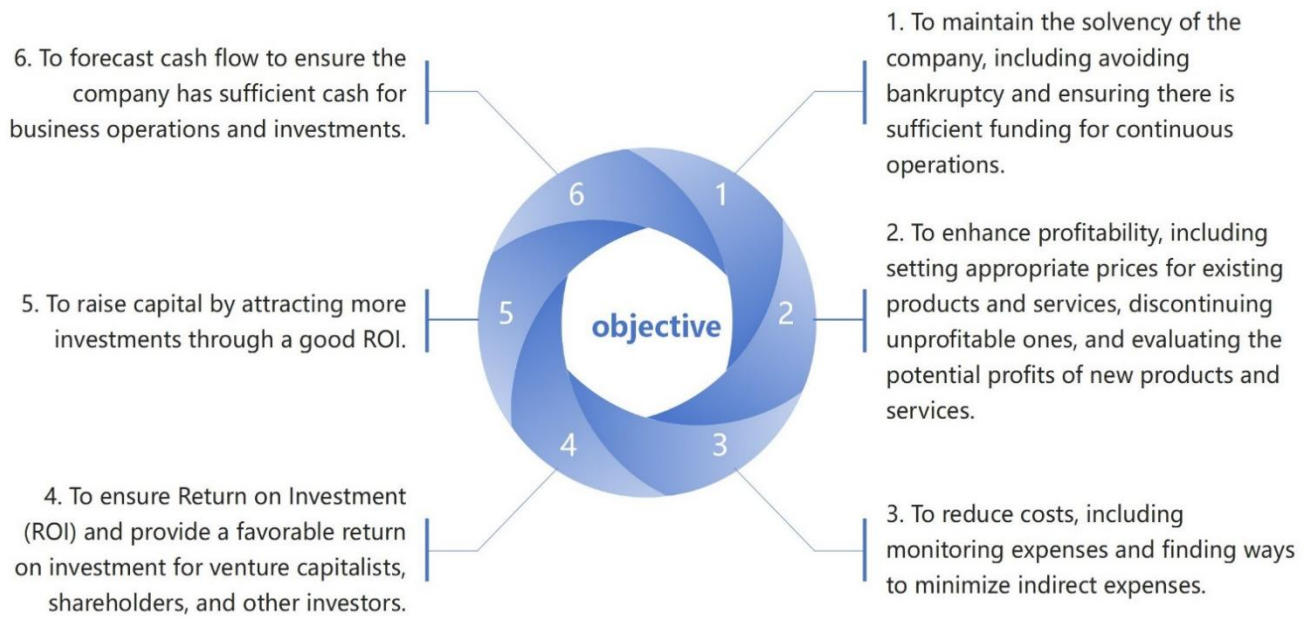 1. To maintain the solvency of the
company, including avoiding
bankruptcy and ensuring there is
sufficient funding for continuous
operations.
2. To enhance profitability, including
setting appropriate prices for existing
products and services, discontinuing
unprofitable ones, and evaluating the
potential profits of new products and
services.
3. To reduce costs, including
monitoring expenses and finding ways
to minimize indirect expenses.
4. To ensure Return on Investment
(ROI) and provide a favorable return
on investment for venture capitalists,
shareholders, and other investors.
5. To raise capital by attracting more
investments through a good ROI.
6. To forecast cash flow to ensure the
company has sufficient cash for
business operations and investments.
objective
1
2
3
4
5
6